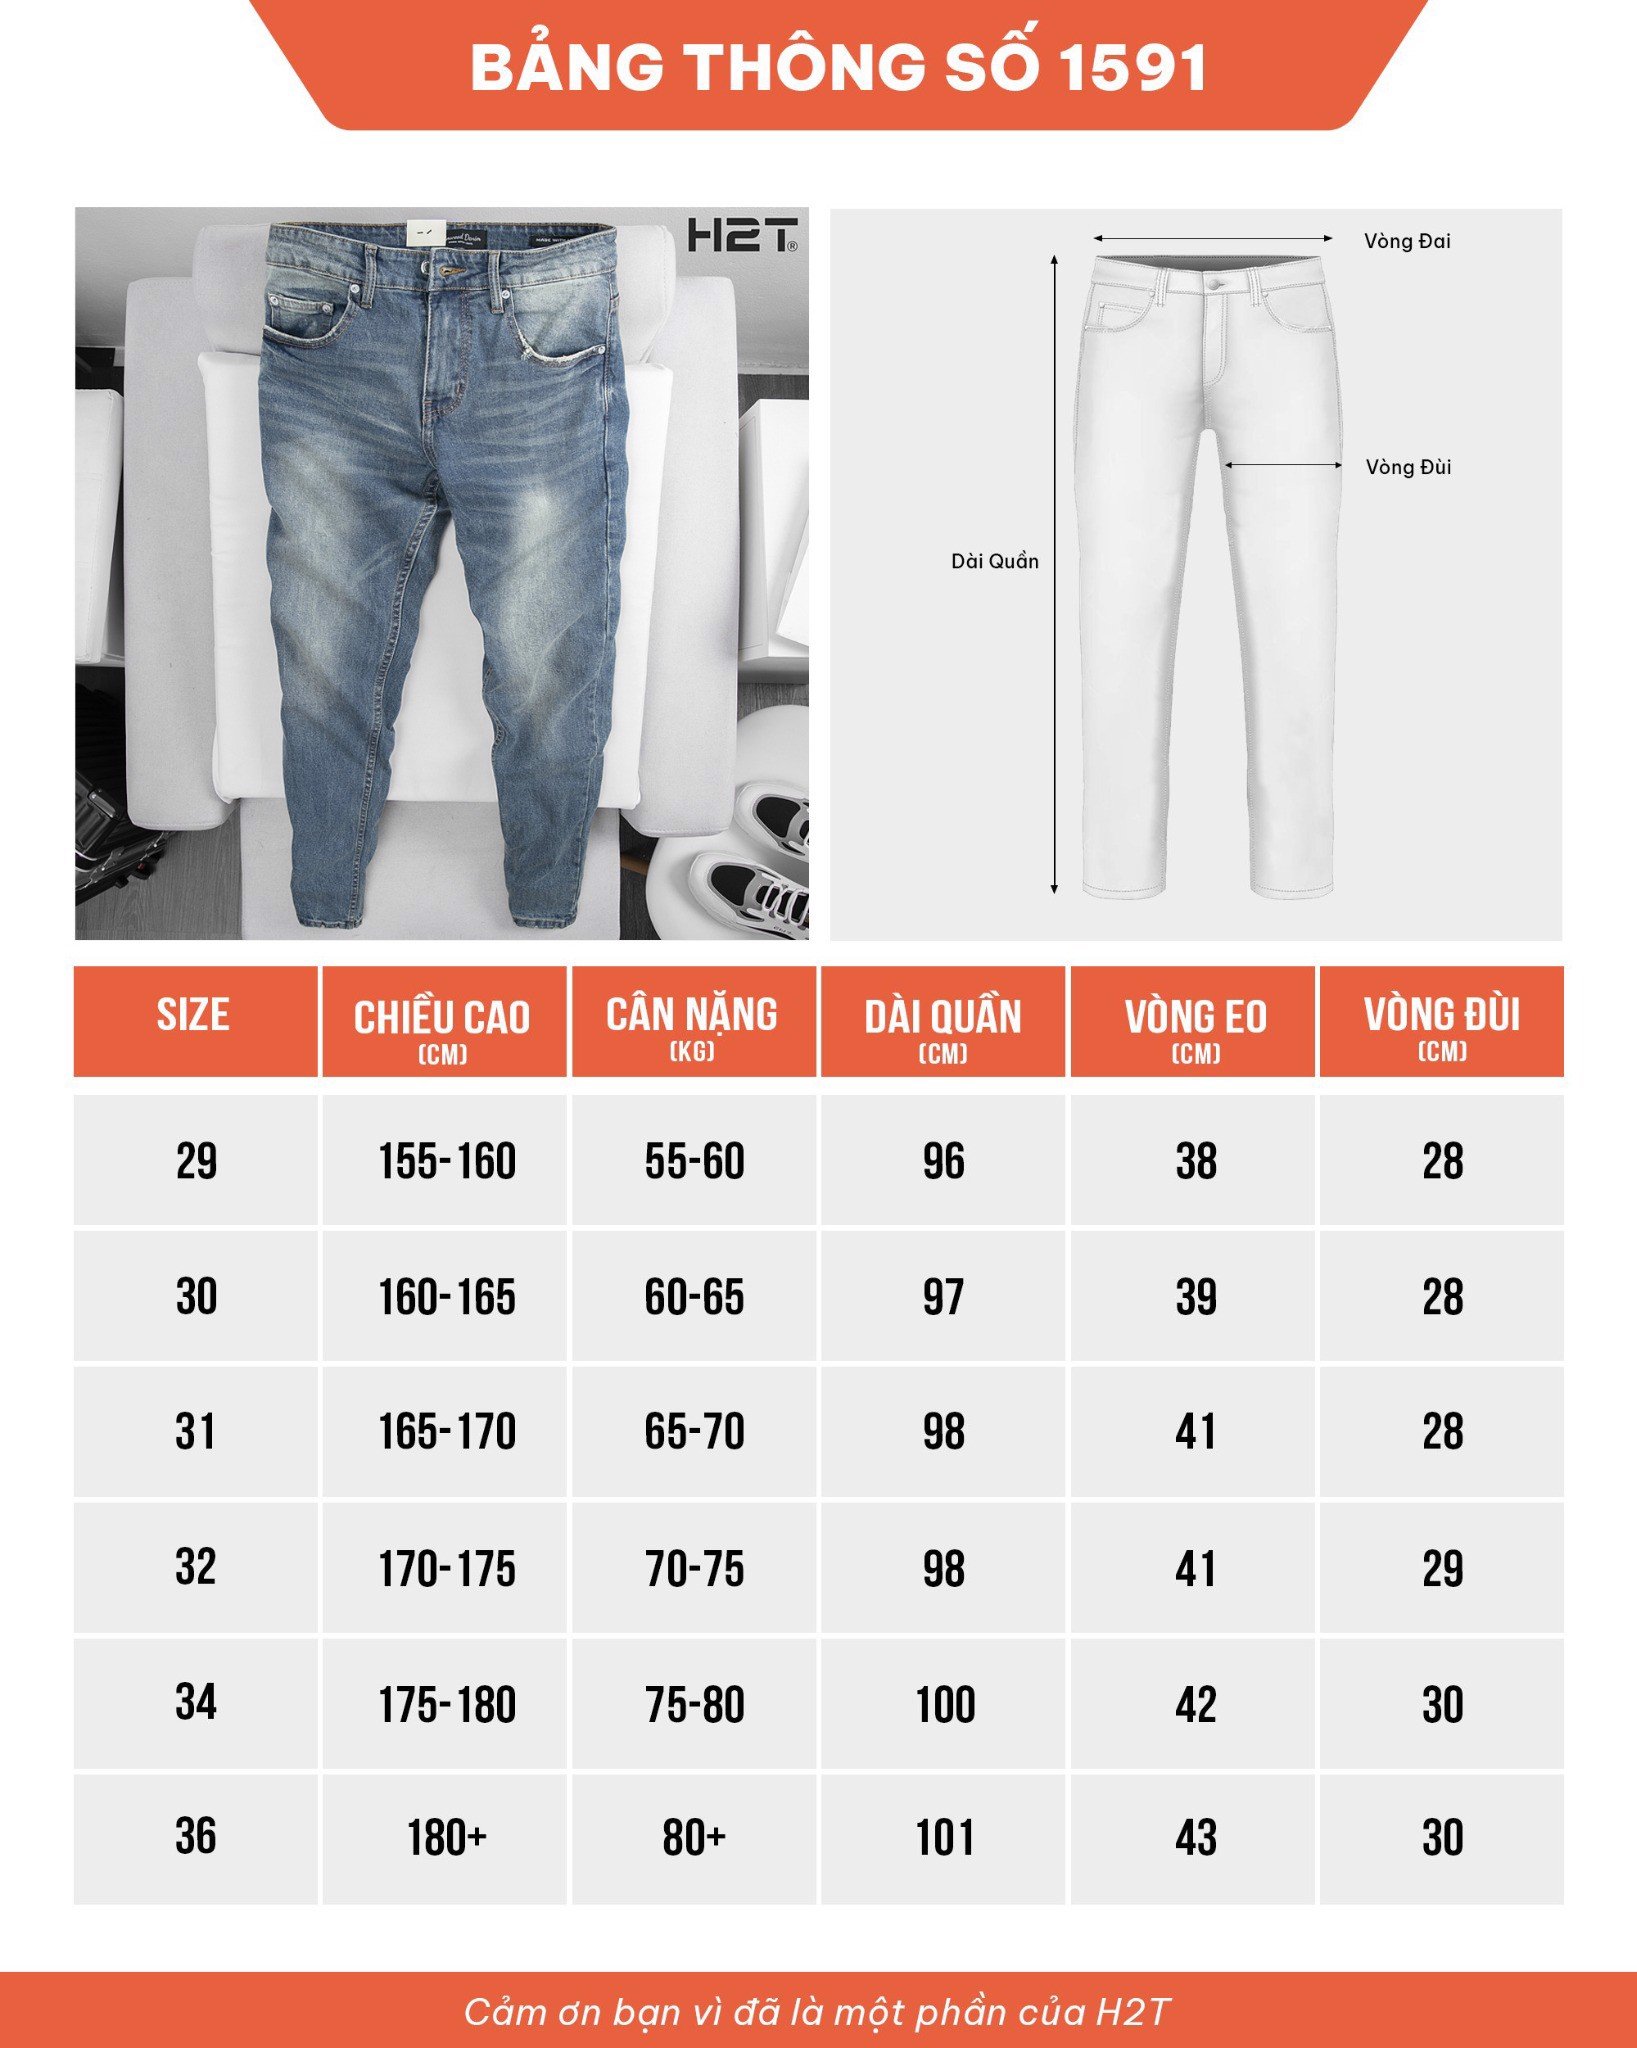 BẢNG THÔNG SỐ 1591
H2T®
Vòng Đai
Vòng Đùi
Dài Quần
SIZE CHIỀU CAO (CM) CÂN NẶNG (KG) DÀI QUẦN (CM) VÒNG EO (CM) VÒNG ĐÙI (CM)
29 155-160 55-60 96 38 28
30 160-165 60-65 97 39 28
31 165-170 65-70 98 41 28
32 170-175 70-75 98 41 29
34 175-180 75-80 100 42 30
36 180+ 80+ 101 43 30
Cảm ơn bạn vì đã là một phần của H2T